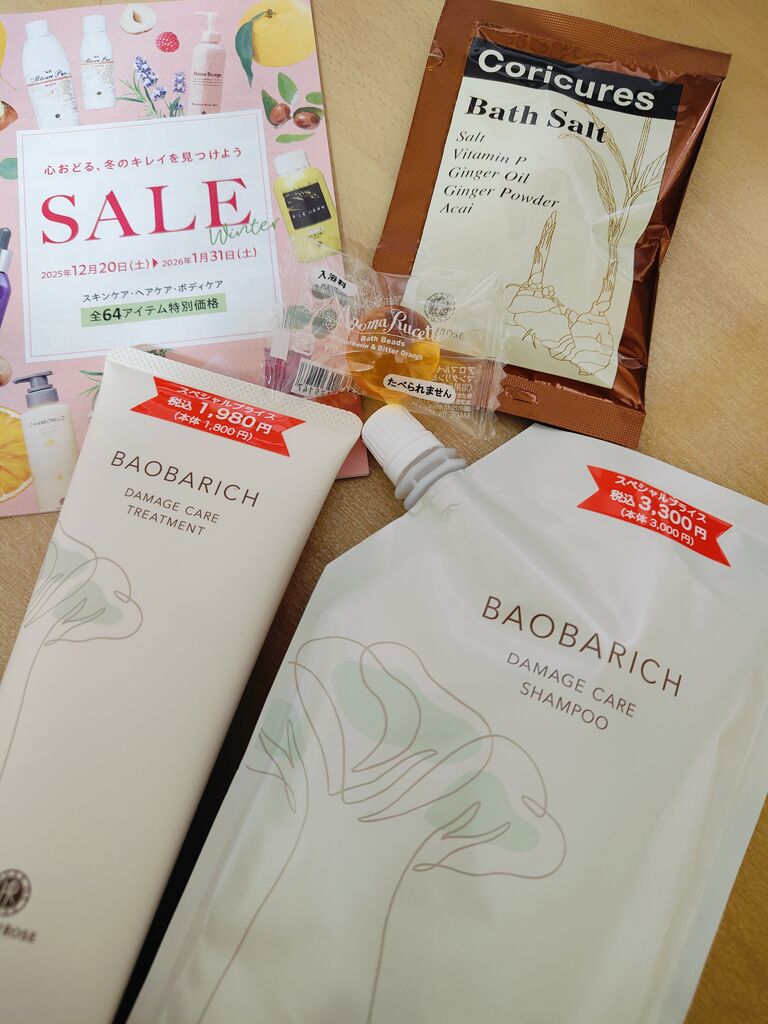 心おどる、冬のキレイを見つけよう
SALE
Winter
2025年12月20日(土)▶2026年1月31日(土)
スキンケア・ヘアケア・ボディケア
全64アイテム特別価格
CHAMOMILE
Coricures
Bath Salt
Salt
Vitamin P
Ginger Oil
Ginger Powder
Acai
入浴料
Aroma Rucette
Bath Beads
Mandarin & Bitter Orange
たべられません
スペシャルプライス
税込1,980円
(本体1,800円)
BAOBARICH
DAMAGE CARE
TREATMENT
ROSE
スペシャルプライス
税込3,300円
(本体3,000円)
BAOBARICH
DAMAGE CARE
SHAMPOO